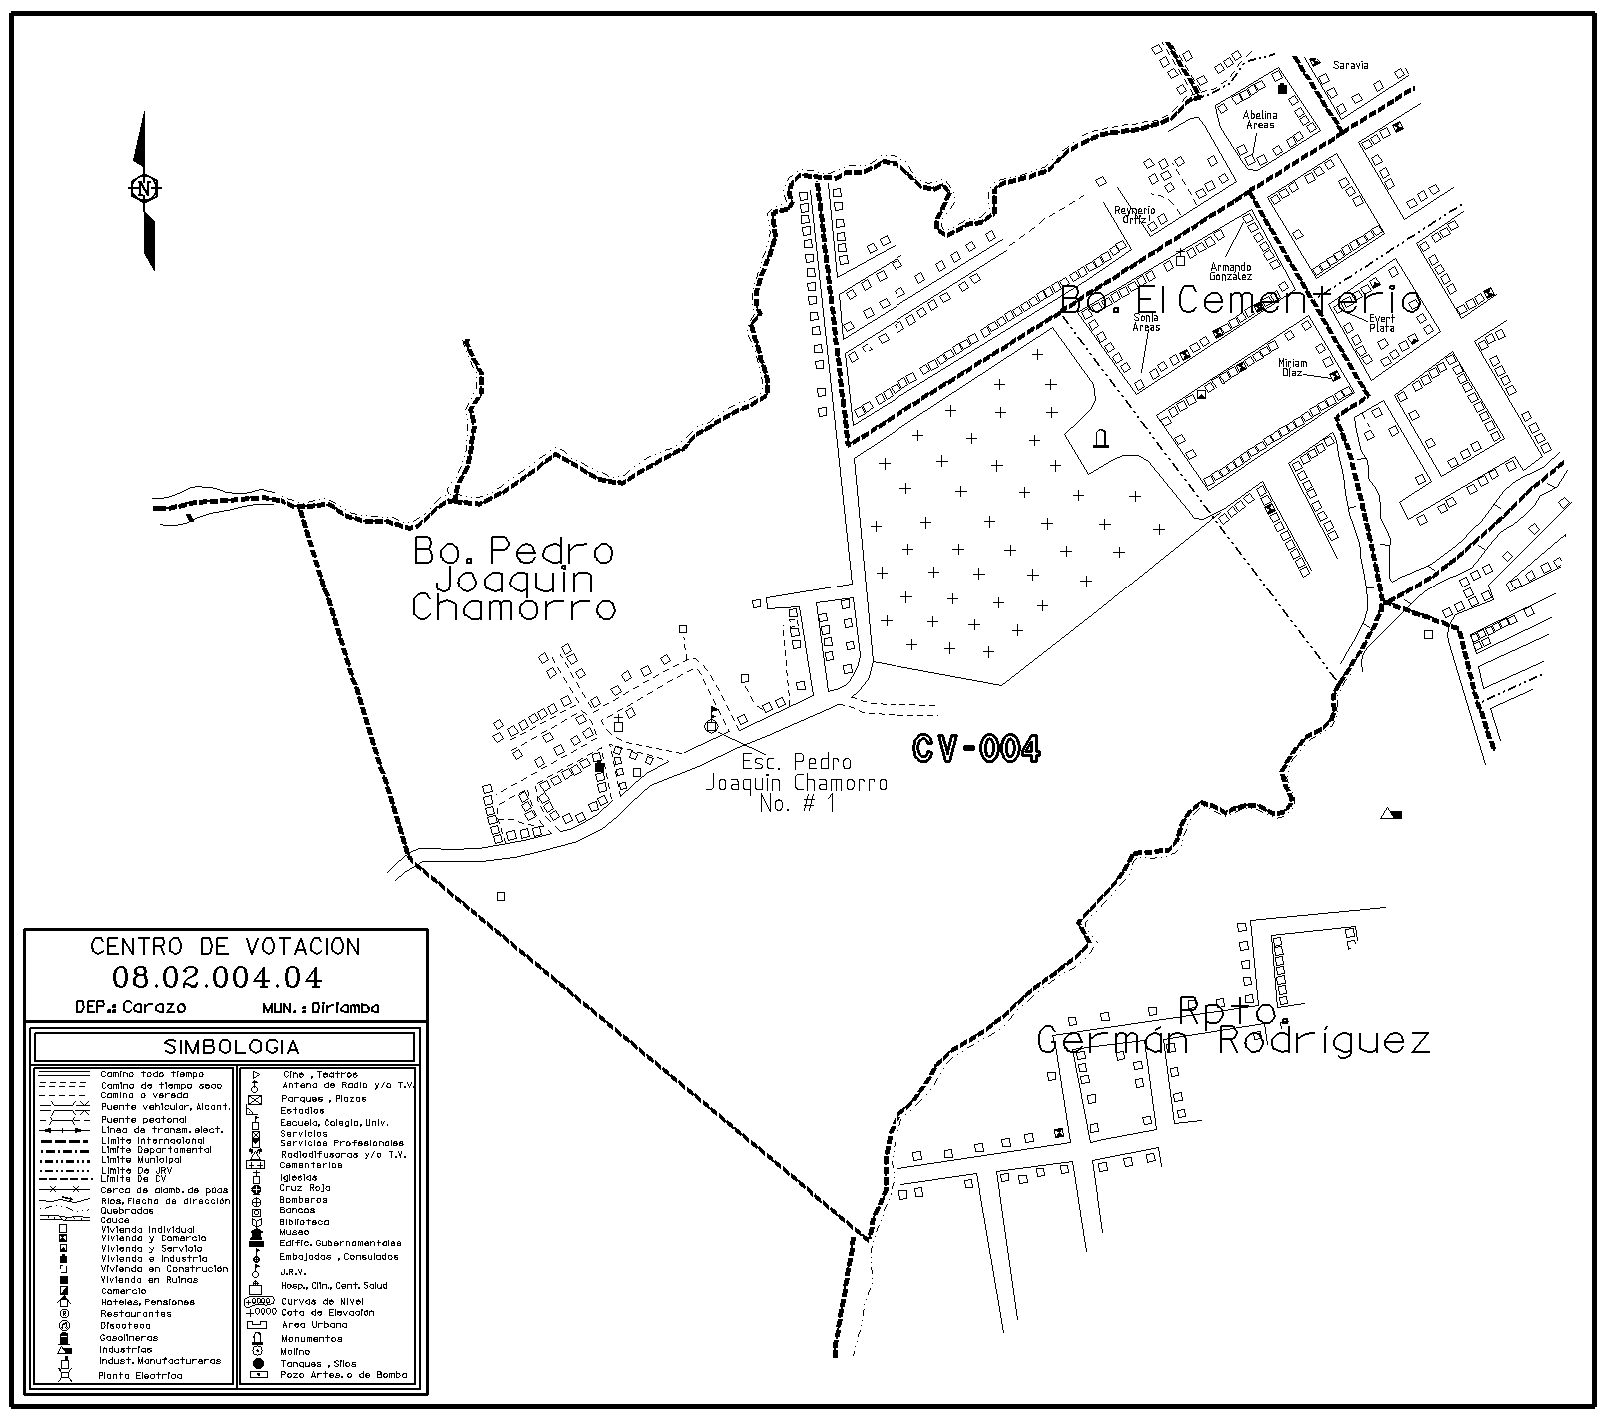 Saravia
Abelina
Areas
N
Reynerio
Ortiz
Armando
Gonzalez
Bo. El Cementerio
Sonia
Areas
Evert
Plata
Miriam
Diaz
Bo. Pedro
Joaquin
Chamorro
CV-004
Esc. Pedro
Joaquin Chamorro
No. # 1
Rpto.
Germán Rodríguez
CENTRO DE VOTACION
08.02.004.04
DEP.: Carazo MUN. : Diriamba
SIMBOLOGIA
Camino todo tiempo
Camino de tiempo seco
Camino o vereda
Puente vehicular, Alcant.
Puente peatonal
Linea de transm. elect.
Limite Internacional
Limite Departamental
Limite Municipal
Limite De JRV
Limite De CV
Cerca de alamb. de púas
Rios, Flecha de dirección
Quebradas
Cauce
Vivienda Individual
Vivienda y Comercio
Vivienda y Servicio
Vivienda e Industria
Vivienda en Construción
Vivienda en Ruinas
Comercio
Hoteles, Pensiones
Restaurantes
Discoteca
Gasolineras
Industrias
Indust. Manufactureras
Planta Electrica
Cine , Teatros
Antena de Radio y/o T.V.
Parques , Plazas
Estadios
Escuela, Colegio, Univ.
Servicios
Servicios Profesionales
Radiodifusoras y/o T.V.
Cementerios
Iglesias
Cruz Roja
Bomberos
Bancos
Biblioteca
Museo
Edific. Gubernamentales
Embajadas , Consulados
J.R.V.
Hosp., Clin., Cent. Salud
Curvas de Nivel
Cota de Elevación
Area Urbana
Monumentos
Molino
Tanques , Silos
Pozo Artes. o de Bomba